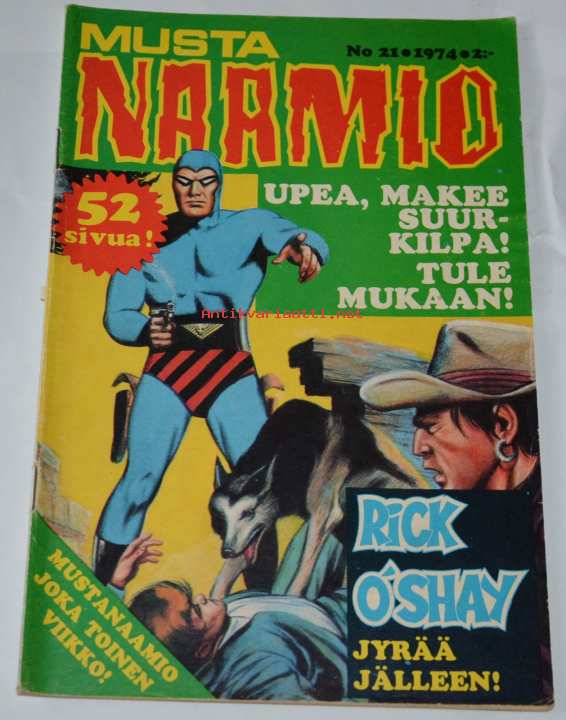 MUSTA
No 21•1974•2:-
NAAMIO
52
sivua!
UPEA, MAKEE
SUUR-
KILPA!
TULE
MUKAAN!
Antikvariaatti.net
RiCK
O'SHAY
JYRÄÄ
JÄLLEEN!
MUSTANAAMIO
JOKA TOINEN
VIIKKO!